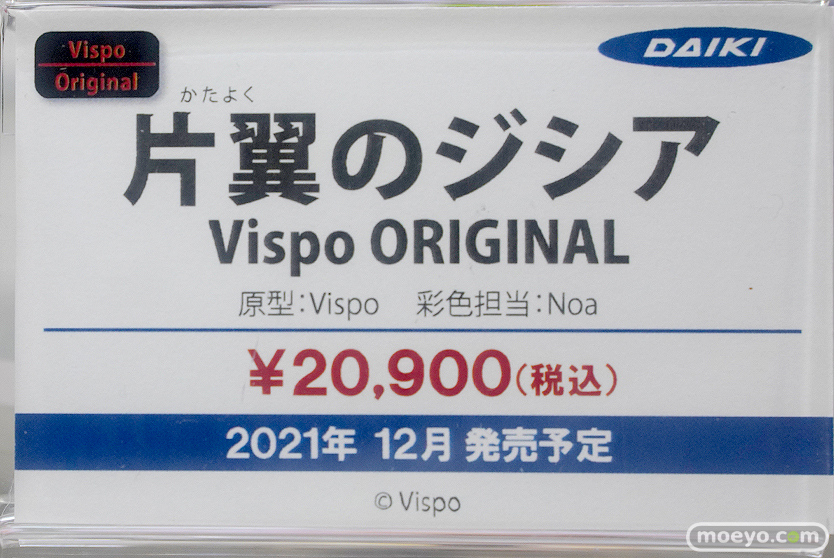 Vispo
Original
DAIKI
かたよく
片翼のジシア
Vispo ORIGINAL
原型：Vispo　彩色担当：Noa
¥20,900（税込）
2021年 12月 発売予定
© Vispo
moeyo.com